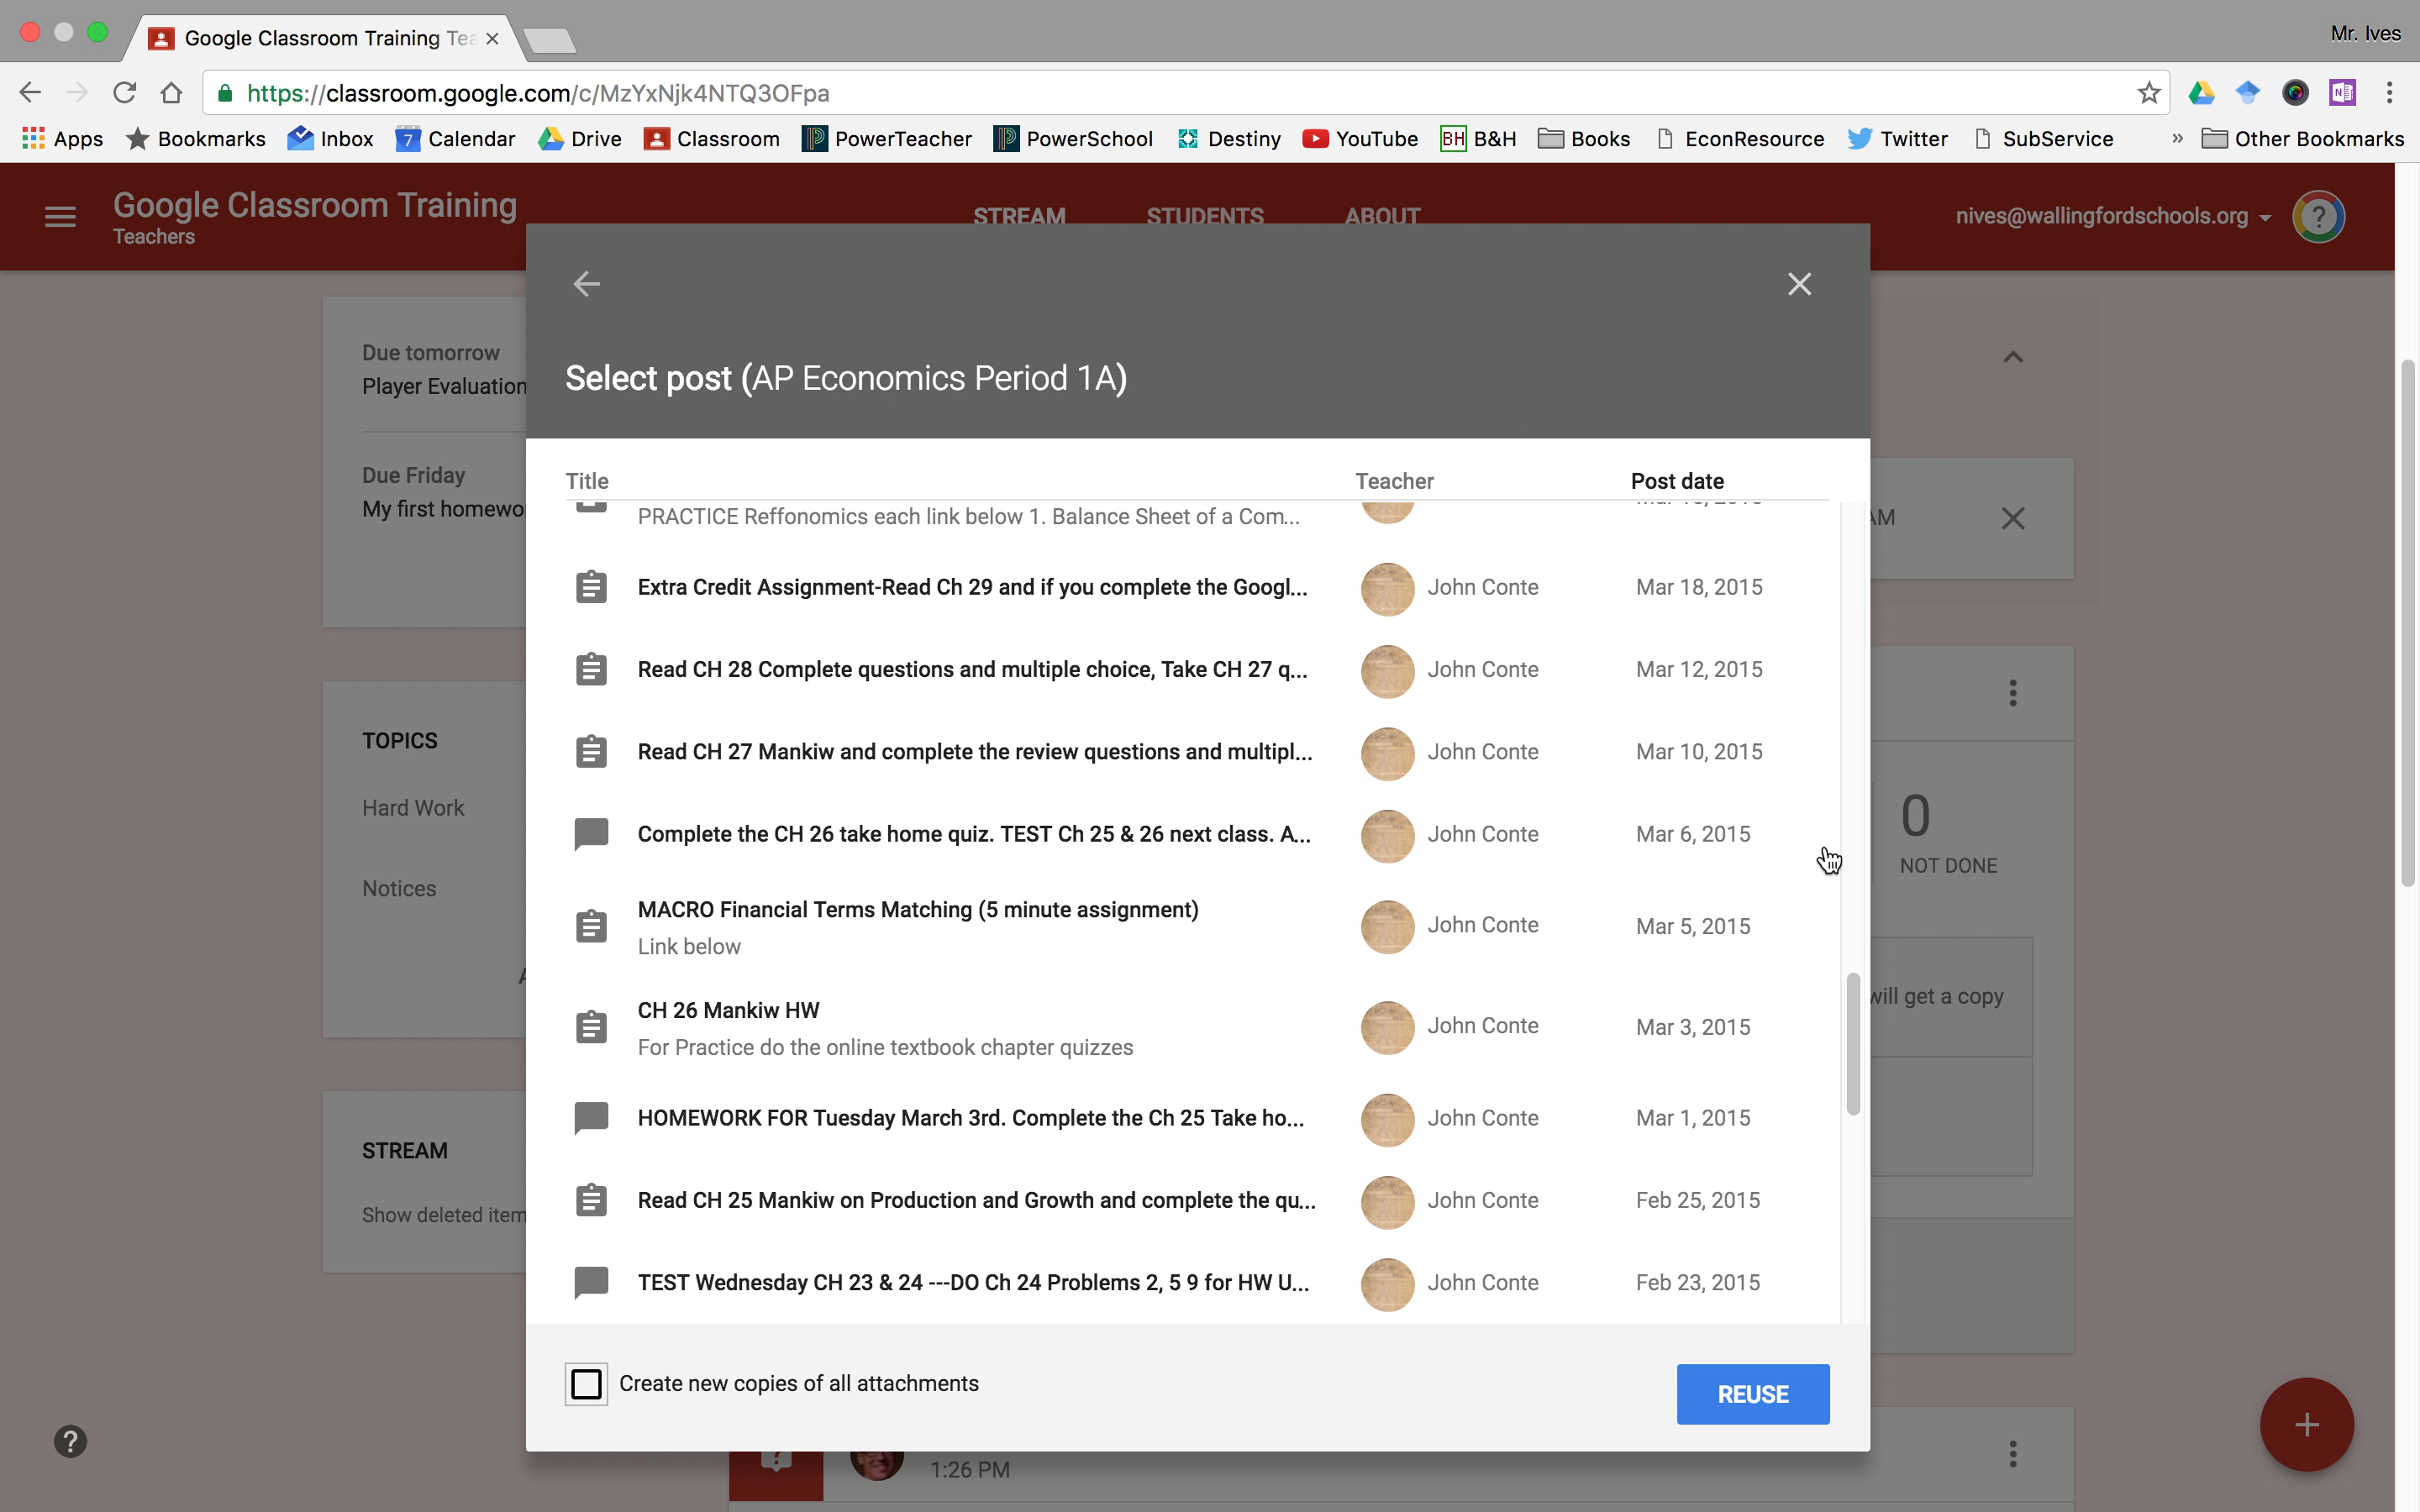 Google Classroom Training Tea
Mr. Ives
https://classroom.google.com/c/MzYxNjk4NTQ3OFpa
Apps Bookmarks Inbox 7 Calendar Drive Classroom PowerTeacher PowerSchool Destiny YouTube BH B&H Books EconResource Twitter SubService » Other Bookmarks
Google Classroom Training
Teachers
STREAM STUDENTS ABOUT
nives@wallingfordschools.org
Due tomorrow
Player Evaluation
Due Friday
My first homewo
TOPICS
Hard Work
Notices
STREAM
Show deleted item
Select post (AP Economics Period 1A)
Title Teacher Post date
PRACTICE Reffonomics each link below 1. Balance Sheet of a Com...
Extra Credit Assignment-Read Ch 29 and if you complete the Googl... John Conte Mar 18, 2015
Read CH 28 Complete questions and multiple choice, Take CH 27 q... John Conte Mar 12, 2015
Read CH 27 Mankiw and complete the review questions and multipl... John Conte Mar 10, 2015
Complete the CH 26 take home quiz. TEST Ch 25 & 26 next class. A... John Conte Mar 6, 2015
MACRO Financial Terms Matching (5 minute assignment) John Conte Mar 5, 2015
Link below
CH 26 Mankiw HW John Conte Mar 3, 2015
For Practice do the online textbook chapter quizzes
HOMEWORK FOR Tuesday March 3rd. Complete the Ch 25 Take ho... John Conte Mar 1, 2015
Read CH 25 Mankiw on Production and Growth and complete the qu... John Conte Feb 25, 2015
TEST Wednesday CH 23 & 24 ---DO Ch 24 Problems 2, 5 9 for HW U... John Conte Feb 23, 2015
Create new copies of all attachments
REUSE
AM
0
NOT DONE
will get a copy
1:26 PM